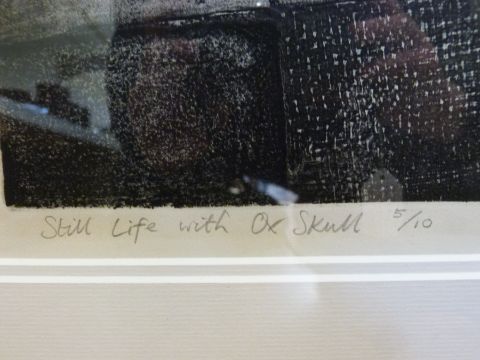 Still Life with Ox Skull 5/10